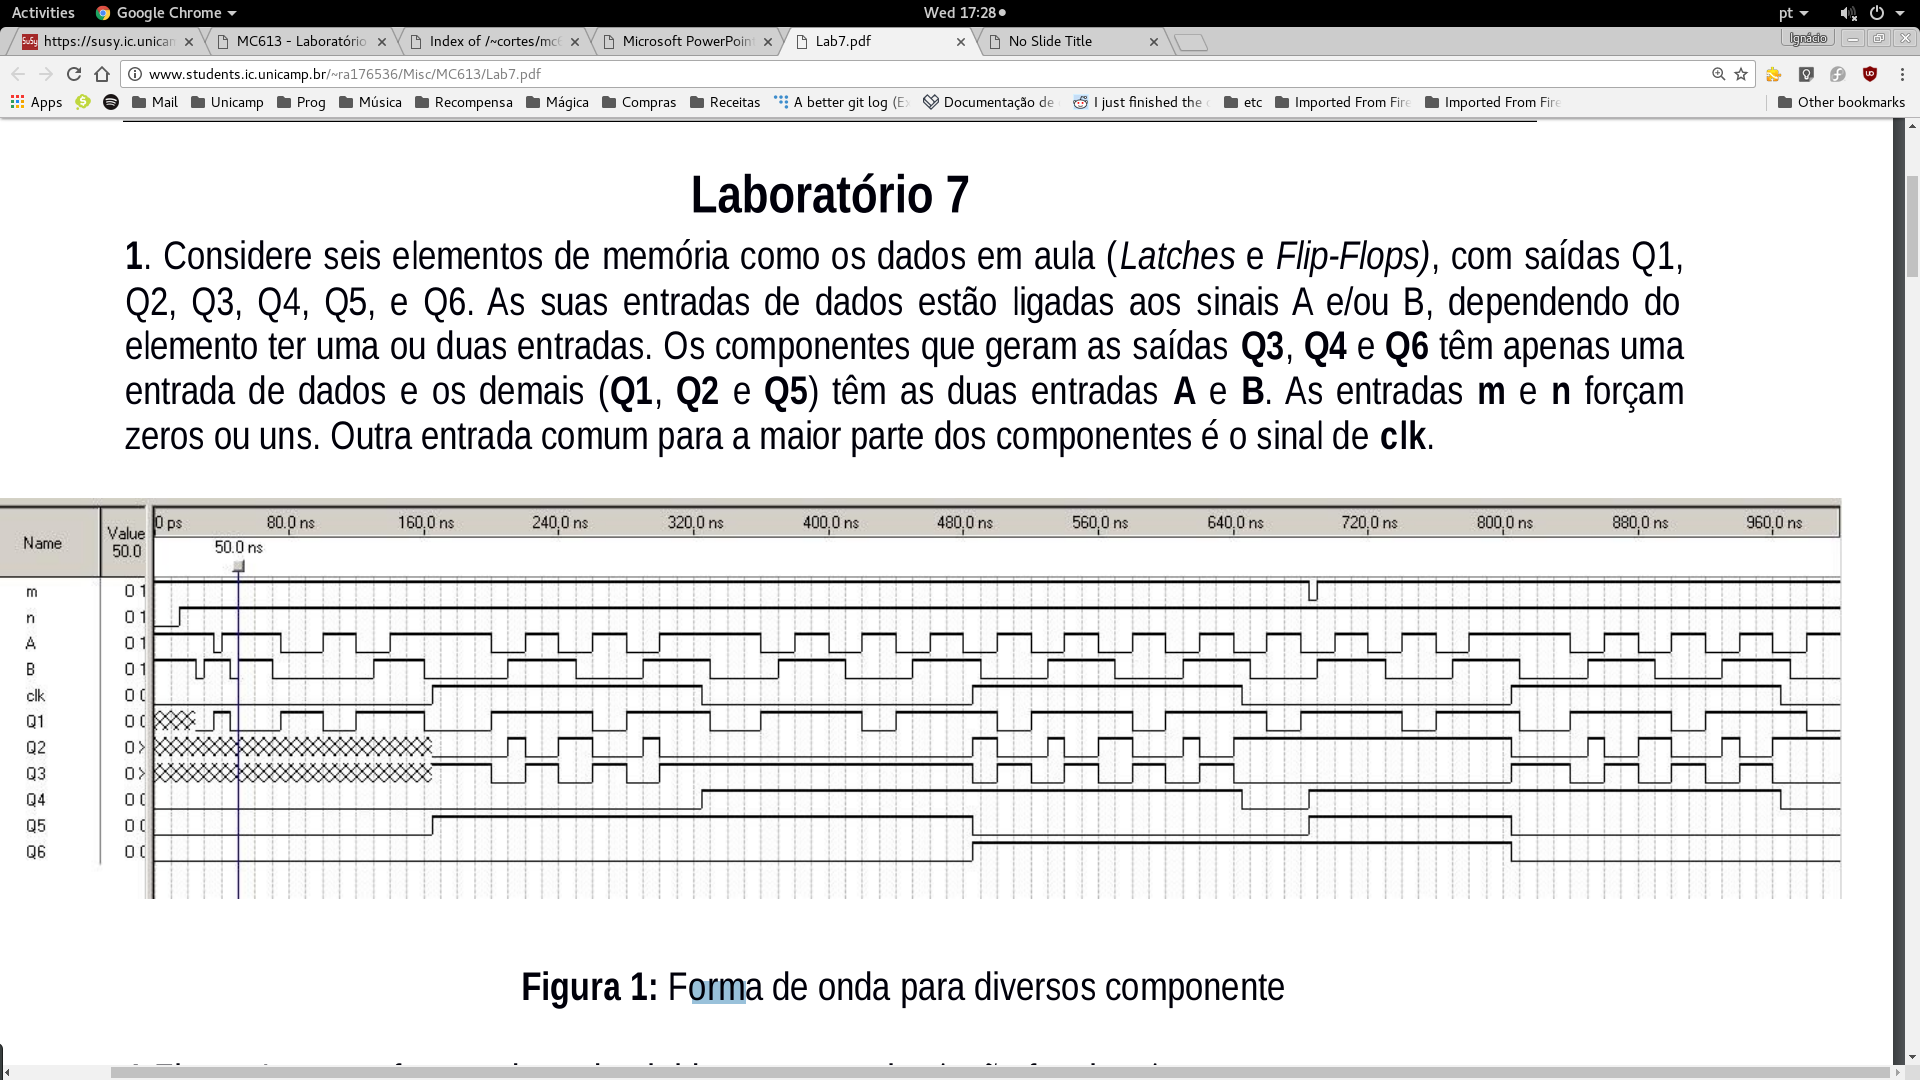 Activities Google Chrome Wed 17:28 pt
https://susy.ic.unicam MC613 - Laboratório Index of /~cortes/mc6 Microsoft PowerPoin Lab7.pdf No Slide Title Ignácio
www.students.ic.unicamp.br/~ra176536/Misc/MC613/Lab7.pdf
Apps Mail Unicamp Prog Música Recompensa Mágica Compras Receitas A better git log (E Documentação de I just finished the etc Imported From Fire Imported From Fire Other bookmarks
Laboratório 7
1. Considere seis elementos de memória como os dados em aula (Latches e Flip-Flops), com saídas Q1,
Q2, Q3, Q4, Q5, e Q6. As suas entradas de dados estão ligadas aos sinais A e/ou B, dependendo do
elemento ter uma ou duas entradas. Os componentes que geram as saídas Q3, Q4 e Q6 têm apenas uma
entrada de dados e os demais (Q1, Q2 e Q5) têm as duas entradas A e B. As entradas m e n forçam
zeros ou uns. Outra entrada comum para a maior parte dos componentes é o sinal de clk.
Name Value 50.0 0 ps 80.0 ns 160.0 ns 240.0 ns 320.0 ns 400.0 ns 480.0 ns 560.0 ns 640.0 ns 720.0 ns 800.0 ns 880.0 ns 960.0 ns
50.0 ns
m 0 1
n 0 1
A 0 1
B 0 1
clk 0 0
Q1 0 0
Q2 0 X
Q3 0 X
Q4 0 0
Q5 0 0
Q6 0 0
Figura 1: Forma de onda para diversos componente